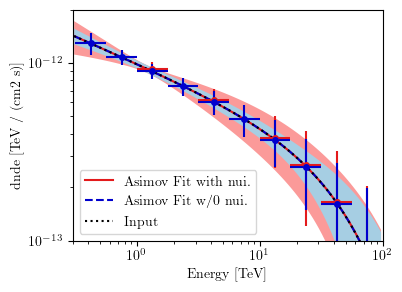 10⁻¹²
10⁻¹³
dnde [TeV / (cm2 s)]
Asimov Fit with nui.
Asimov Fit w/0 nui.
Input
10⁰
10¹
10²
Energy [TeV]